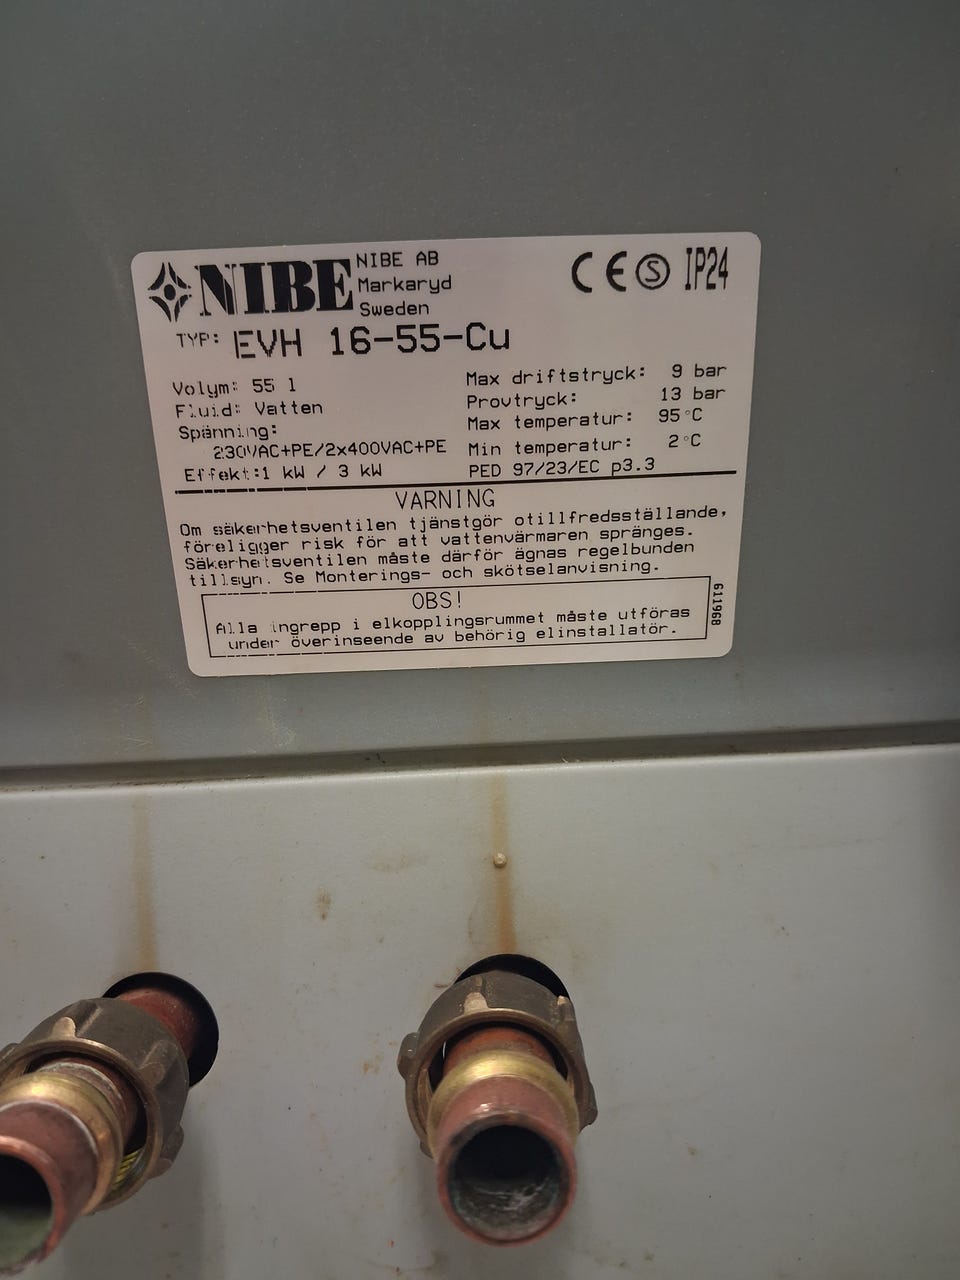 NIBE
NIBE AB
Markaryd
Sweden
CE S IP24
TYP: EVH 16-55-Cu
Volym: 55 l
Fluid: Vatten
Spänning:
230VAC+PE/2x400VAC+PE
Effekt:1 kW / 3 kW
Max driftstryck: 9 bar
Provtryck: 13 bar
Max temperatur: 95°C
Min temperatur: 2°C
PED 97/23/EC p3.3
VARNING
Om säkerhetsventilen tjänstgör otillfredsställande,
föreligger risk för att vattenvärmaren spränges.
Säkerhetsventilen måste därför ägnas regelbunden
tillsyn. Se Monterings- och skötselanvisning.
OBS!
Alla ingrepp i elkopplingsrummet måste utföras
under överinseende av behörig elinstallatör.
611968